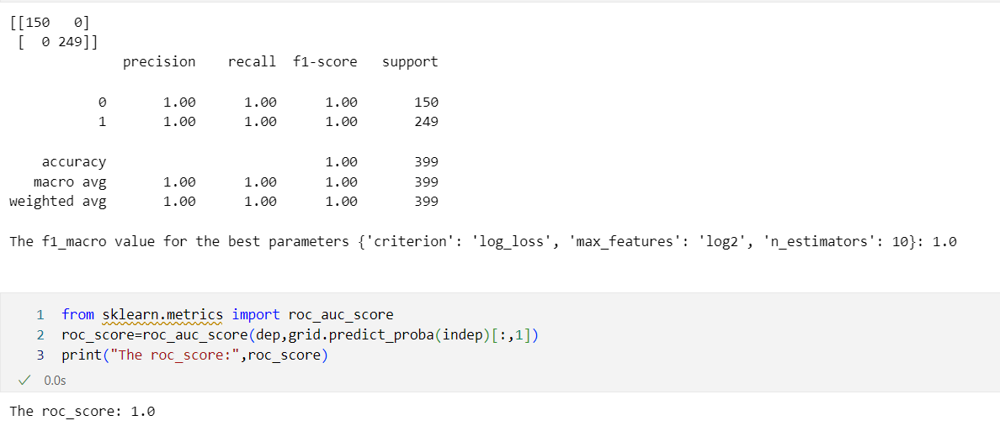 [[150   0]
 [  0 249]]
              precision    recall  f1-score   support

           0       1.00      1.00      1.00       150
           1       1.00      1.00      1.00       249

    accuracy                           1.00       399
   macro avg       1.00      1.00      1.00       399
weighted avg       1.00      1.00      1.00       399

The f1_macro value for the best parameters {'criterion': 'log_loss', 'max_features': 'log2', 'n_estimators': 10}: 1.0
1 from sklearn.metrics import roc_auc_score
2 roc_score=roc_auc_score(dep,grid.predict_proba(indep)[:,1])
3 print("The roc_score:",roc_score)
✓ 0.0s
The roc_score: 1.0